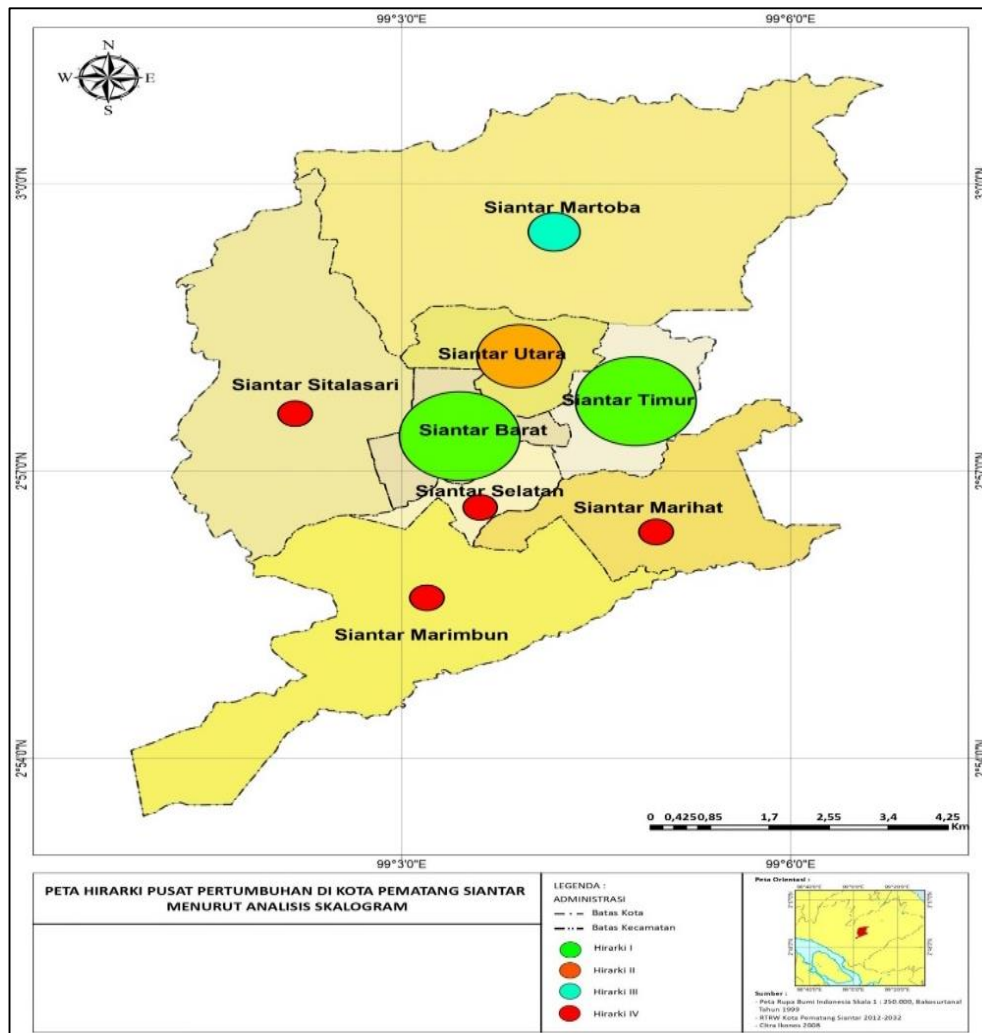 99°3'0"E
99°6'0"E
N
W E
S
3°0'0"N
Siantar Martoba
Siantar Utara
Siantar Sitalasari
Siantar Timur
Siantar Barat
2°57'0"N
Siantar Selatan
Siantar Marihat
Siantar Marimbun
2°54'0"N
2°54'0"N
0 0,425 0,85 1,7 2,55 3,4 4,25
Km
99°3'0"E
99°6'0"E
PETA HIRARKI PUSAT PERTUMBUHAN DI KOTA PEMATANG SIANTAR
MENURUT ANALISIS SKALOGRAM
LEGENDA :
ADMINISTRASI
Batas Kota
Batas Kecamatan
Hirarki I
Hirarki II
Hirarki III
Hirarki IV
Peta Orientasi :
Sumber :
- Peta Rupa Bumi Indonesia Skala 1 : 250.000, Bakosurtanal
Tahun 1999
- RTRW Kota Pematang Siantar 2012-2032
- Citra Ikonos 2008